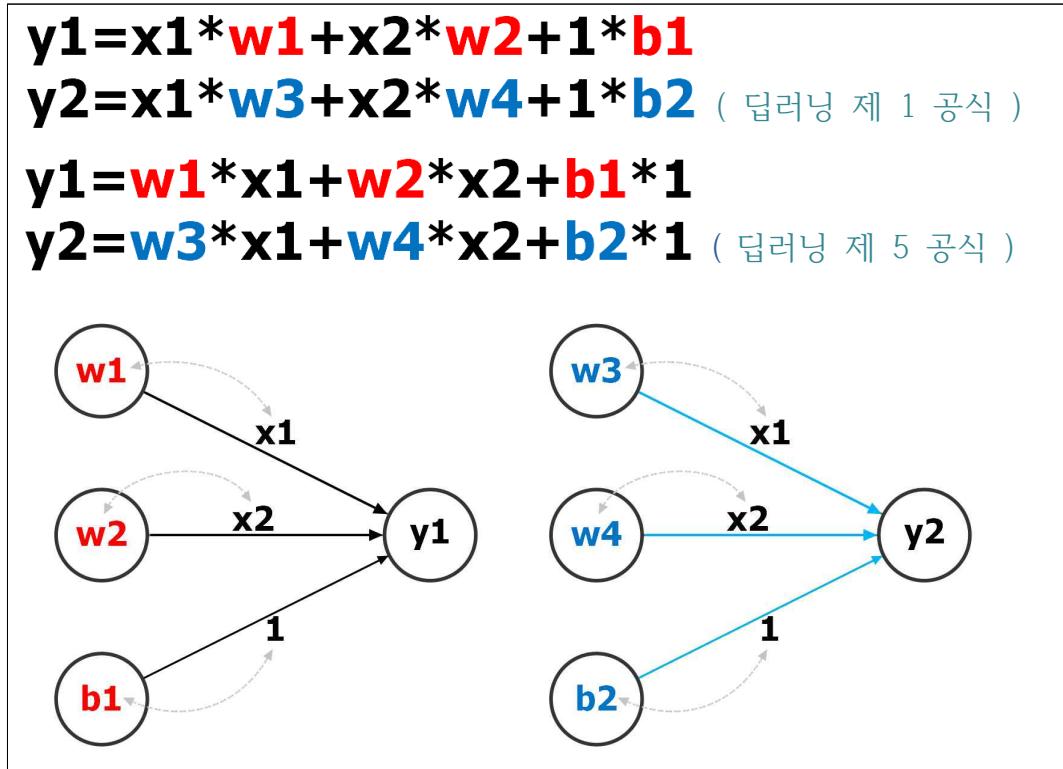 y1=x1*w1+x2*w2+1*b1
y2=x1*w3+x2*w4+1*b2 ( 딥러닝 제 1 공식 )
y1=w1*x1+w2*x2+b1*1
y2=w3*x1+w4*x2+b2*1 ( 딥러닝 제 5 공식 )
w1
x1
w2
x2
y1
1
b1
w3
x1
w4
x2
y2
1
b2